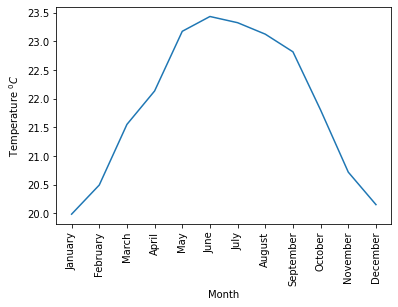 23.5
23.0
22.5
22.0
21.5
21.0
20.5
20.0
Temperature ⁰C
January
February
March
April
May
June
July
August
September
October
November
December
Month